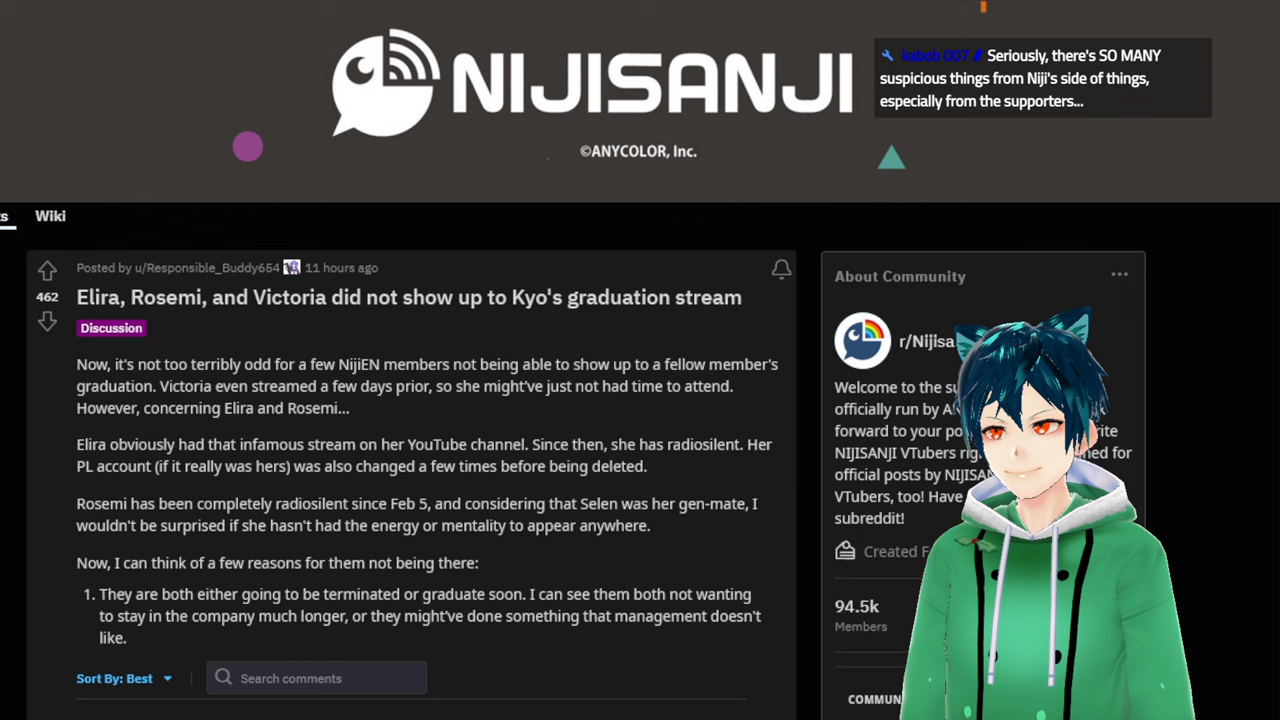 NIJISANJI
©ANYCOLOR, Inc.
kabob 007 // Seriously, there's SO MANY
suspicious things from Niji's side of things,
especially from the supporters...
Wiki
Posted by u/Responsible_Buddy654 11 hours ago
462
Elira, Rosemi, and Victoria did not show up to Kyo's graduation stream
Discussion
Now, it's not too terribly odd for a few NijiEN members not being able to show up to a fellow member's
graduation. Victoria even streamed a few days prior, so she might've just not had time to attend.
However, concerning Elira and Rosemi...
Elira obviously had that infamous stream on her YouTube channel. Since then, she has radiosilent. Her
PL account (if it really was hers) was also changed a few times before being deleted.
Rosemi has been completely radiosilent since Feb 5, and considering that Selen was her gen-mate, I
wouldn't be surprised if she hasn't had the energy or mentality to appear anywhere.
Now, I can think of a few reasons for them not being there:
1. They are both either going to be terminated or graduate soon. I can see them both not wanting
to stay in the company much longer, or they might've done something that management doesn't
like.
Sort By: Best
Search comments
About Community
r/Nijisa
Welcome to the su
officially run by A
forward to your po
NIJISANJI VTubers rig
for
official posts by NIJISAN
VTubers, too! Have
subreddit!
Created F
94.5k
Members
COMMUN